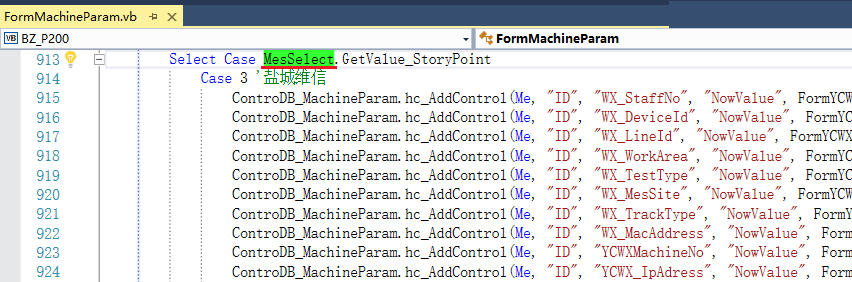 FormMachineParam.vb
BZ_P200 FormMachineParam
913 Select Case MesSelect.GetValue_StoryPoint
914 Case 3 '盐城维信
915 ControDB_MachineParam.hc_AddControl(Me, "ID", "WX_StaffNo", "NowValue", FormYCW
916 ControDB_MachineParam.hc_AddControl(Me, "ID", "WX_DeviceId", "NowValue", FormYC
917 ControDB_MachineParam.hc_AddControl(Me, "ID", "WX_LineId", "NowValue", FormYCWX
918 ControDB_MachineParam.hc_AddControl(Me, "ID", "WX_WorkArea", "NowValue", FormYC
919 ControDB_MachineParam.hc_AddControl(Me, "ID", "WX_TestType", "NowValue", FormYC
920 ControDB_MachineParam.hc_AddControl(Me, "ID", "WX_MesSite", "NowValue", FormYCW
921 ControDB_MachineParam.hc_AddControl(Me, "ID", "WX_TrackType", "NowValue", FormY
922 ControDB_MachineParam.hc_AddControl(Me, "ID", "WX_MacAddress", "NowValue", Form
923 ControDB_MachineParam.hc_AddControl(Me, "ID", "YCWXMachineNo", "NowValue", Form
924 ControDB_MachineParam.hc_AddControl(Me, "ID", "YCWX_IpAdress", "NowValue", Form